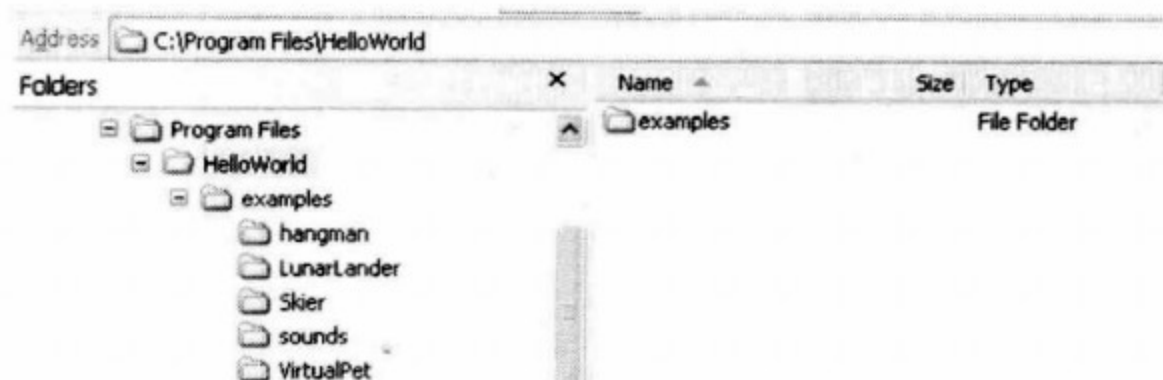 Address C:\Program Files\HelloWorld
Folders
Name Size Type
Program Files
examples File Folder
HelloWorld
examples
hangman
LunarLander
Skier
sounds
VirtualPet